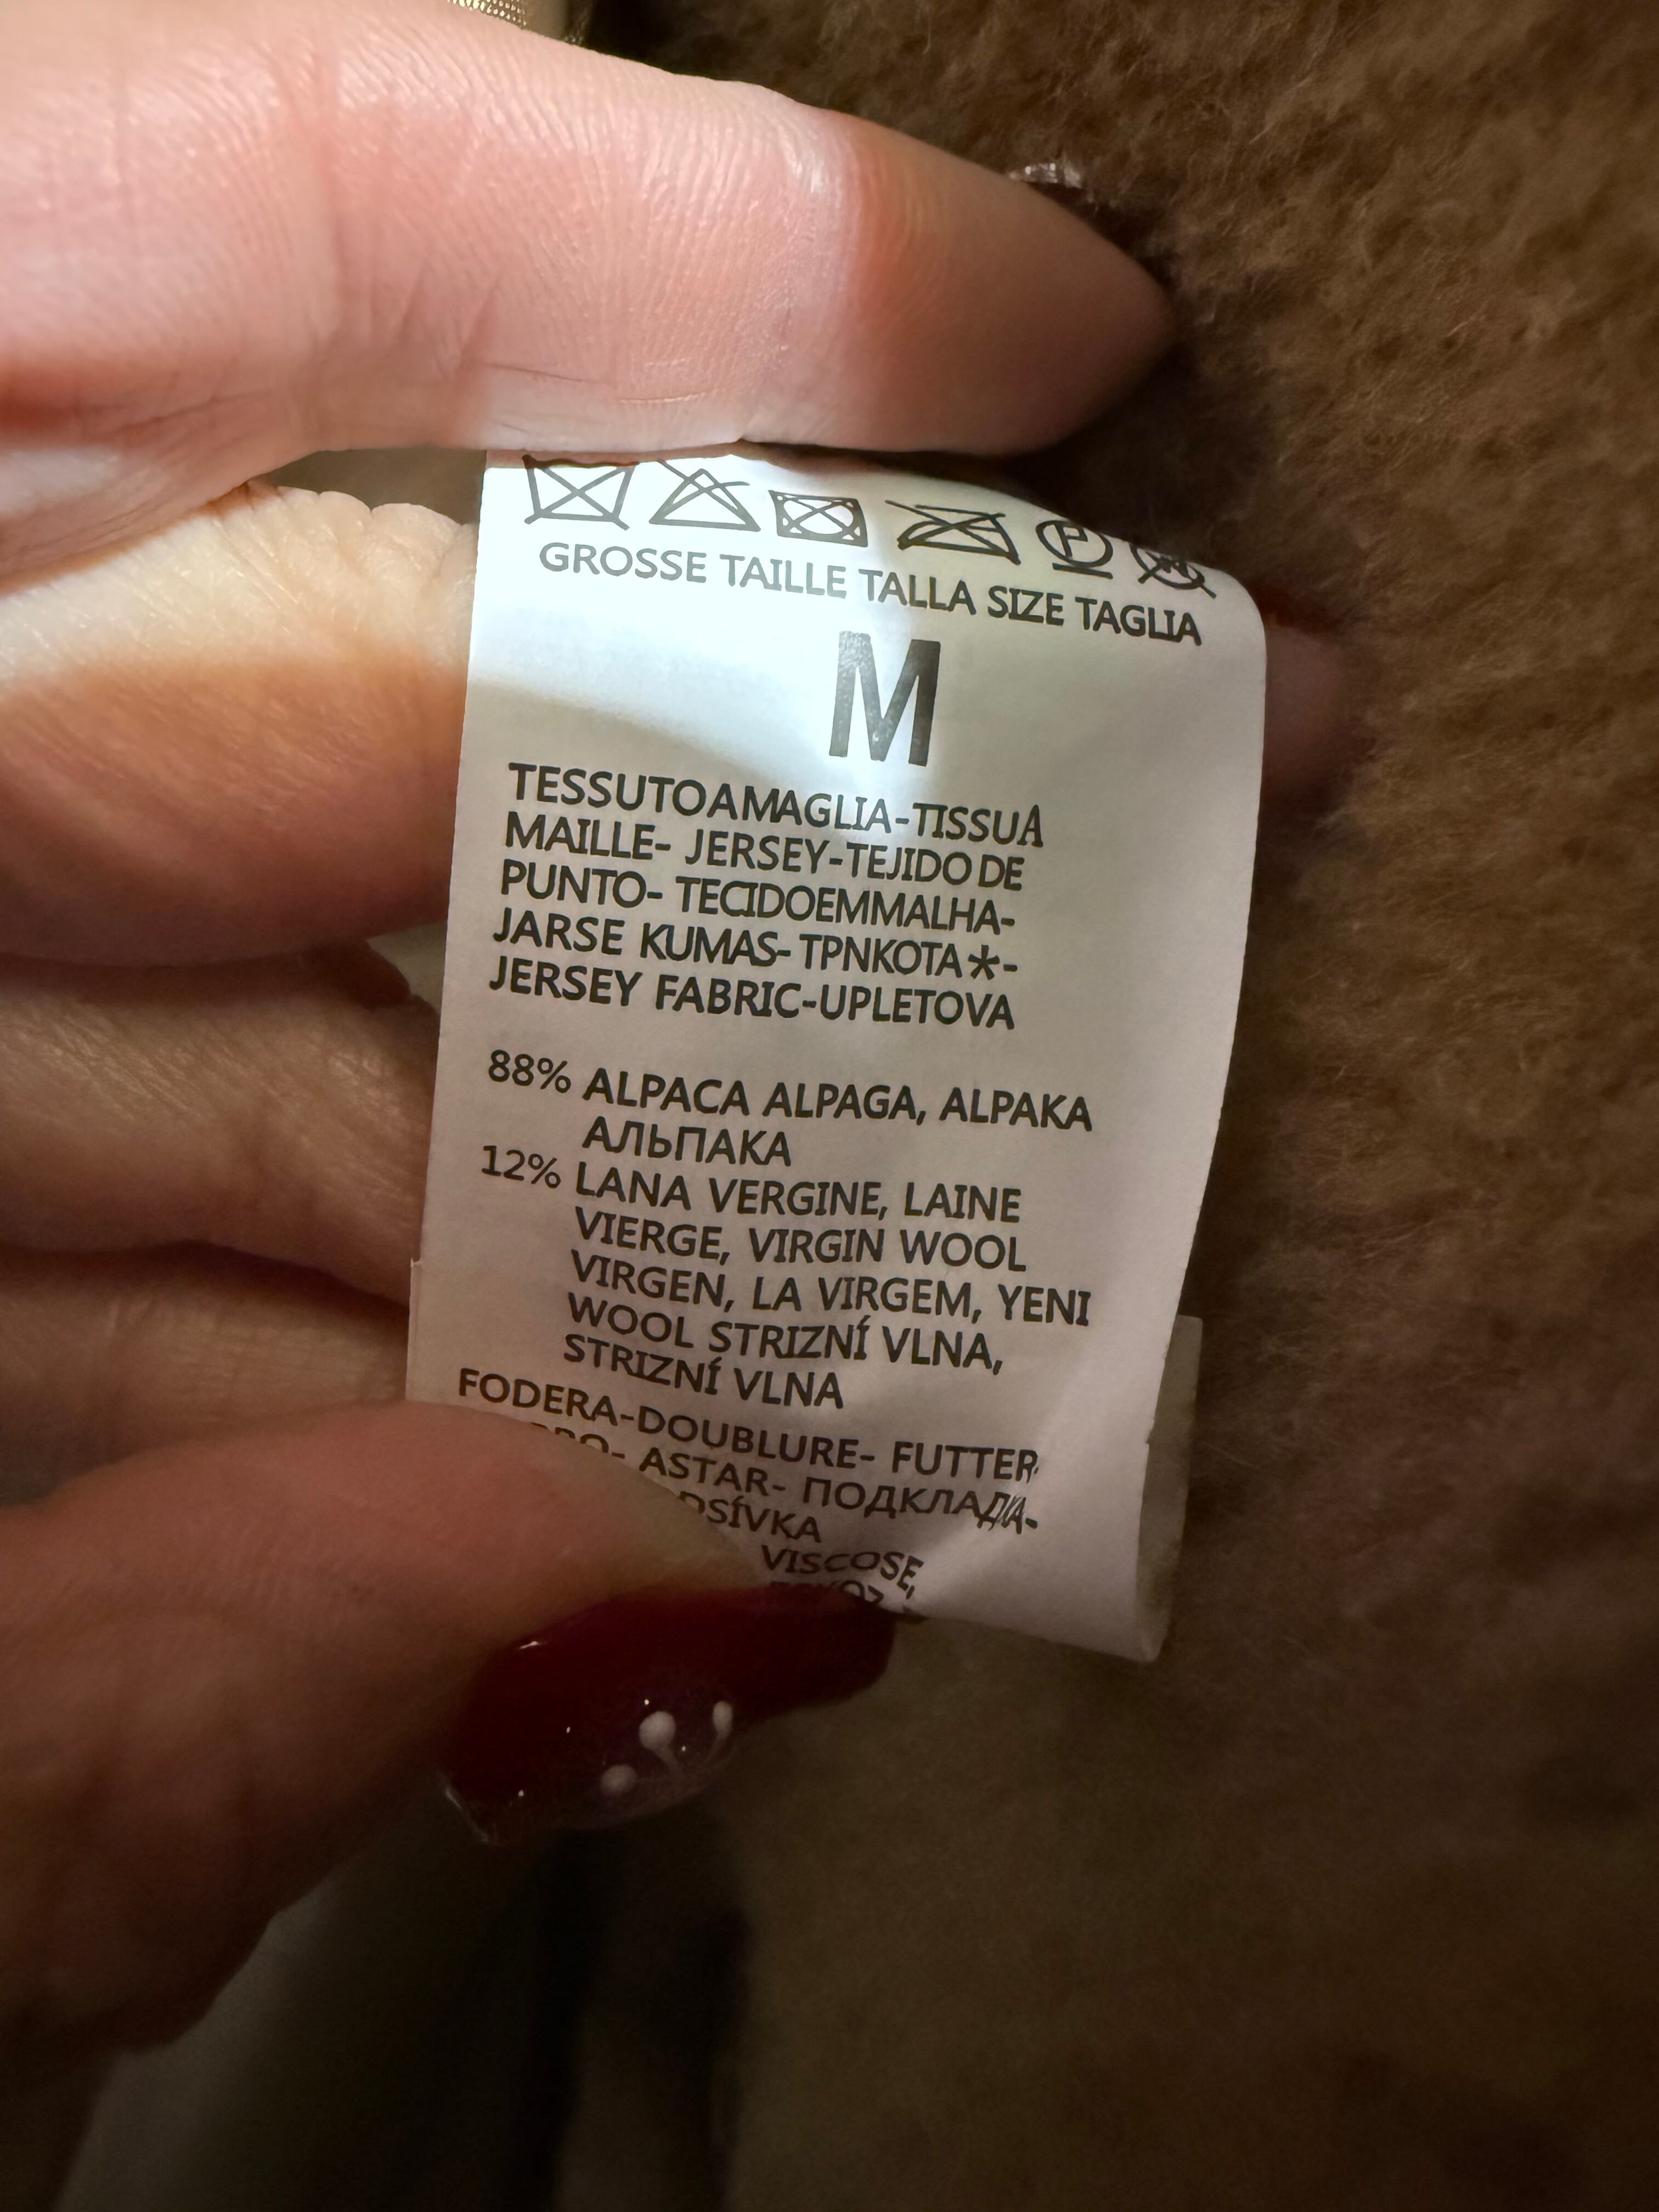 P
GROSSE TAILLE TALLA SIZE TAGLIA
M
TESSUTOAMAGLIA-TISSUA
MAILLE- JERSEY-TEJIDO DE
PUNTO- TECIDOEMMALHA-
JARSE KUMAS- TPNKOTA*-
JERSEY FABRIC-UPLETOVA
88% ALPACA ALPAGA, ALPAKA
АЛЬПАКА
12% LANA VERGINE, LAINE
VIERGE, VIRGIN WOOL
VIRGEN, LA VIRGEM, YENI
WOOL STRIZNÍ VLNA,
STRIZNÍ VLNA
FODERA-DOUBLURE- FUTTER
ASTAR- ПОДКЛАДКА-
VISCOSE,